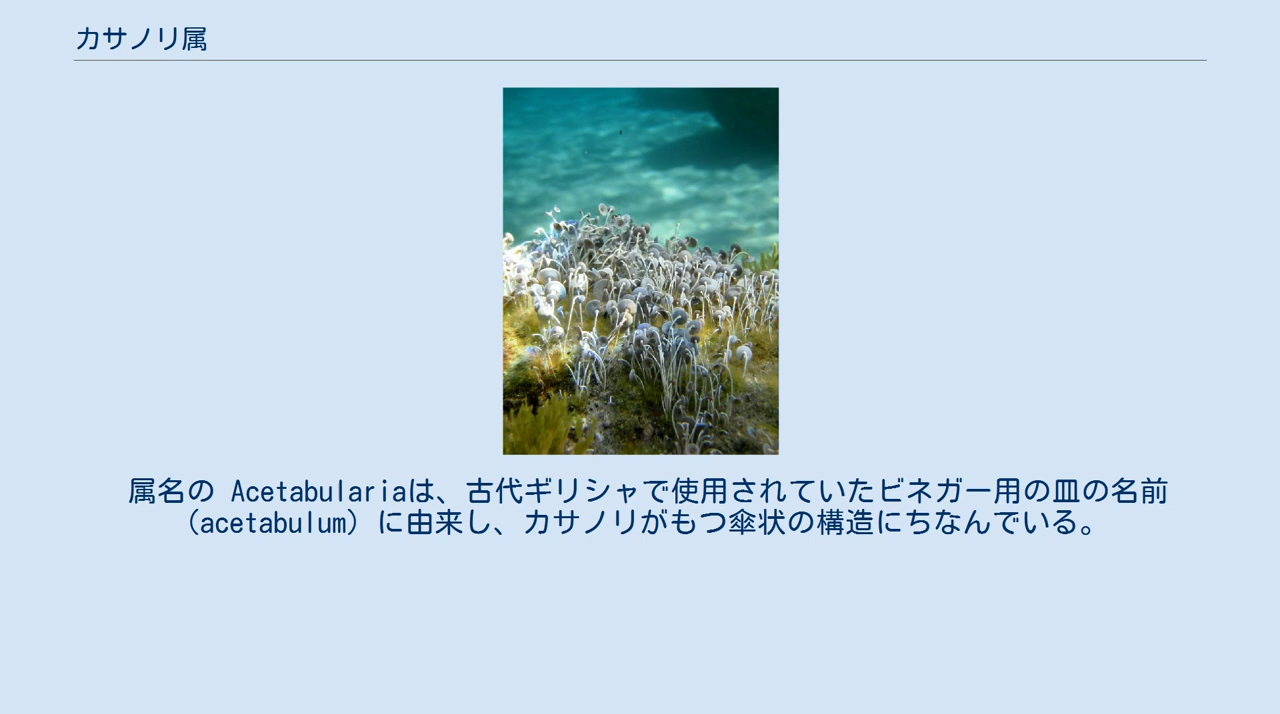 カサノリ属
属名の Acetabulariaは、古代ギリシャで使用されていたビネガー用の皿の名前
（acetabulum）に由来し、カサノリがもつ傘状の構造にちなんでいる。